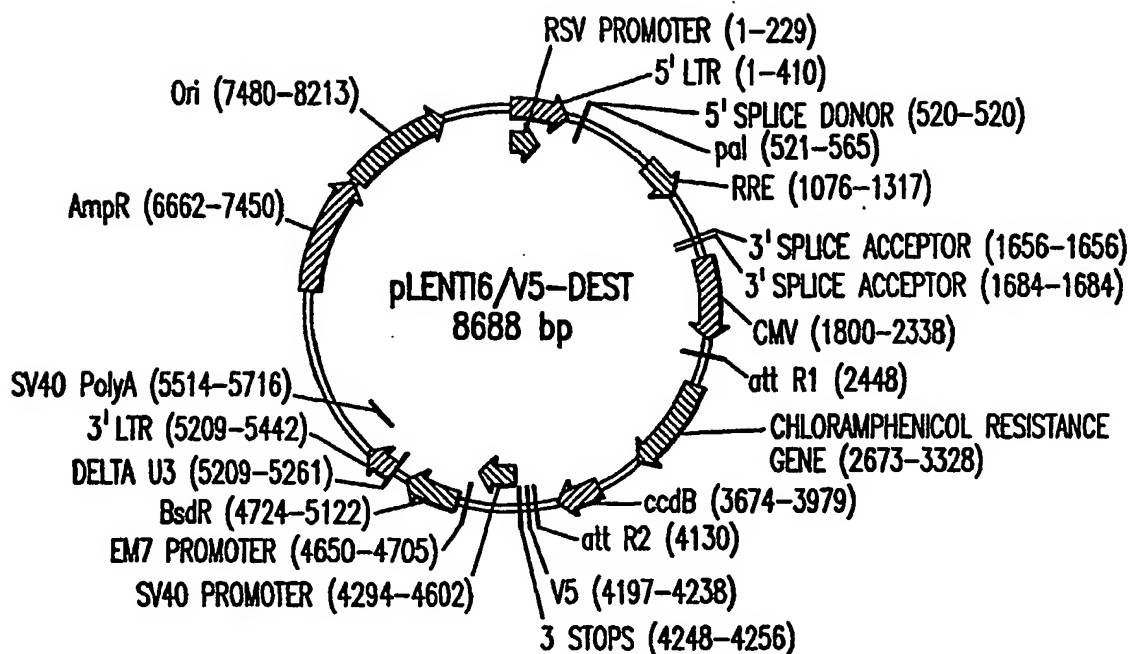 RSV PROMOTER (1-229)
5' LTR (1-410)
5' SPLICE DONOR (520-520)
pal (521-565)
RRE (1076-1317)
3' SPLICE ACCEPTOR (1656-1656)
3' SPLICE ACCEPTOR (1684-1684)
CMV (1800-2338)
att R1 (2448)
CHLORAMPHENICOL RESISTANCE
GENE (2673-3328)
ccdB (3674-3979)
att R2 (4130)
V5 (4197-4238)
3 STOPS (4248-4256)
SV40 PROMOTER (4294-4602)
EM7 PROMOTER (4650-4705)
BsdR (4724-5122)
DELTA U3 (5209-5261)
3' LTR (5209-5442)
SV40 PolyA (5514-5716)
AmpR (6662-7450)
Ori (7480-8213)
pLENTI6/V5-DEST
8688 bp